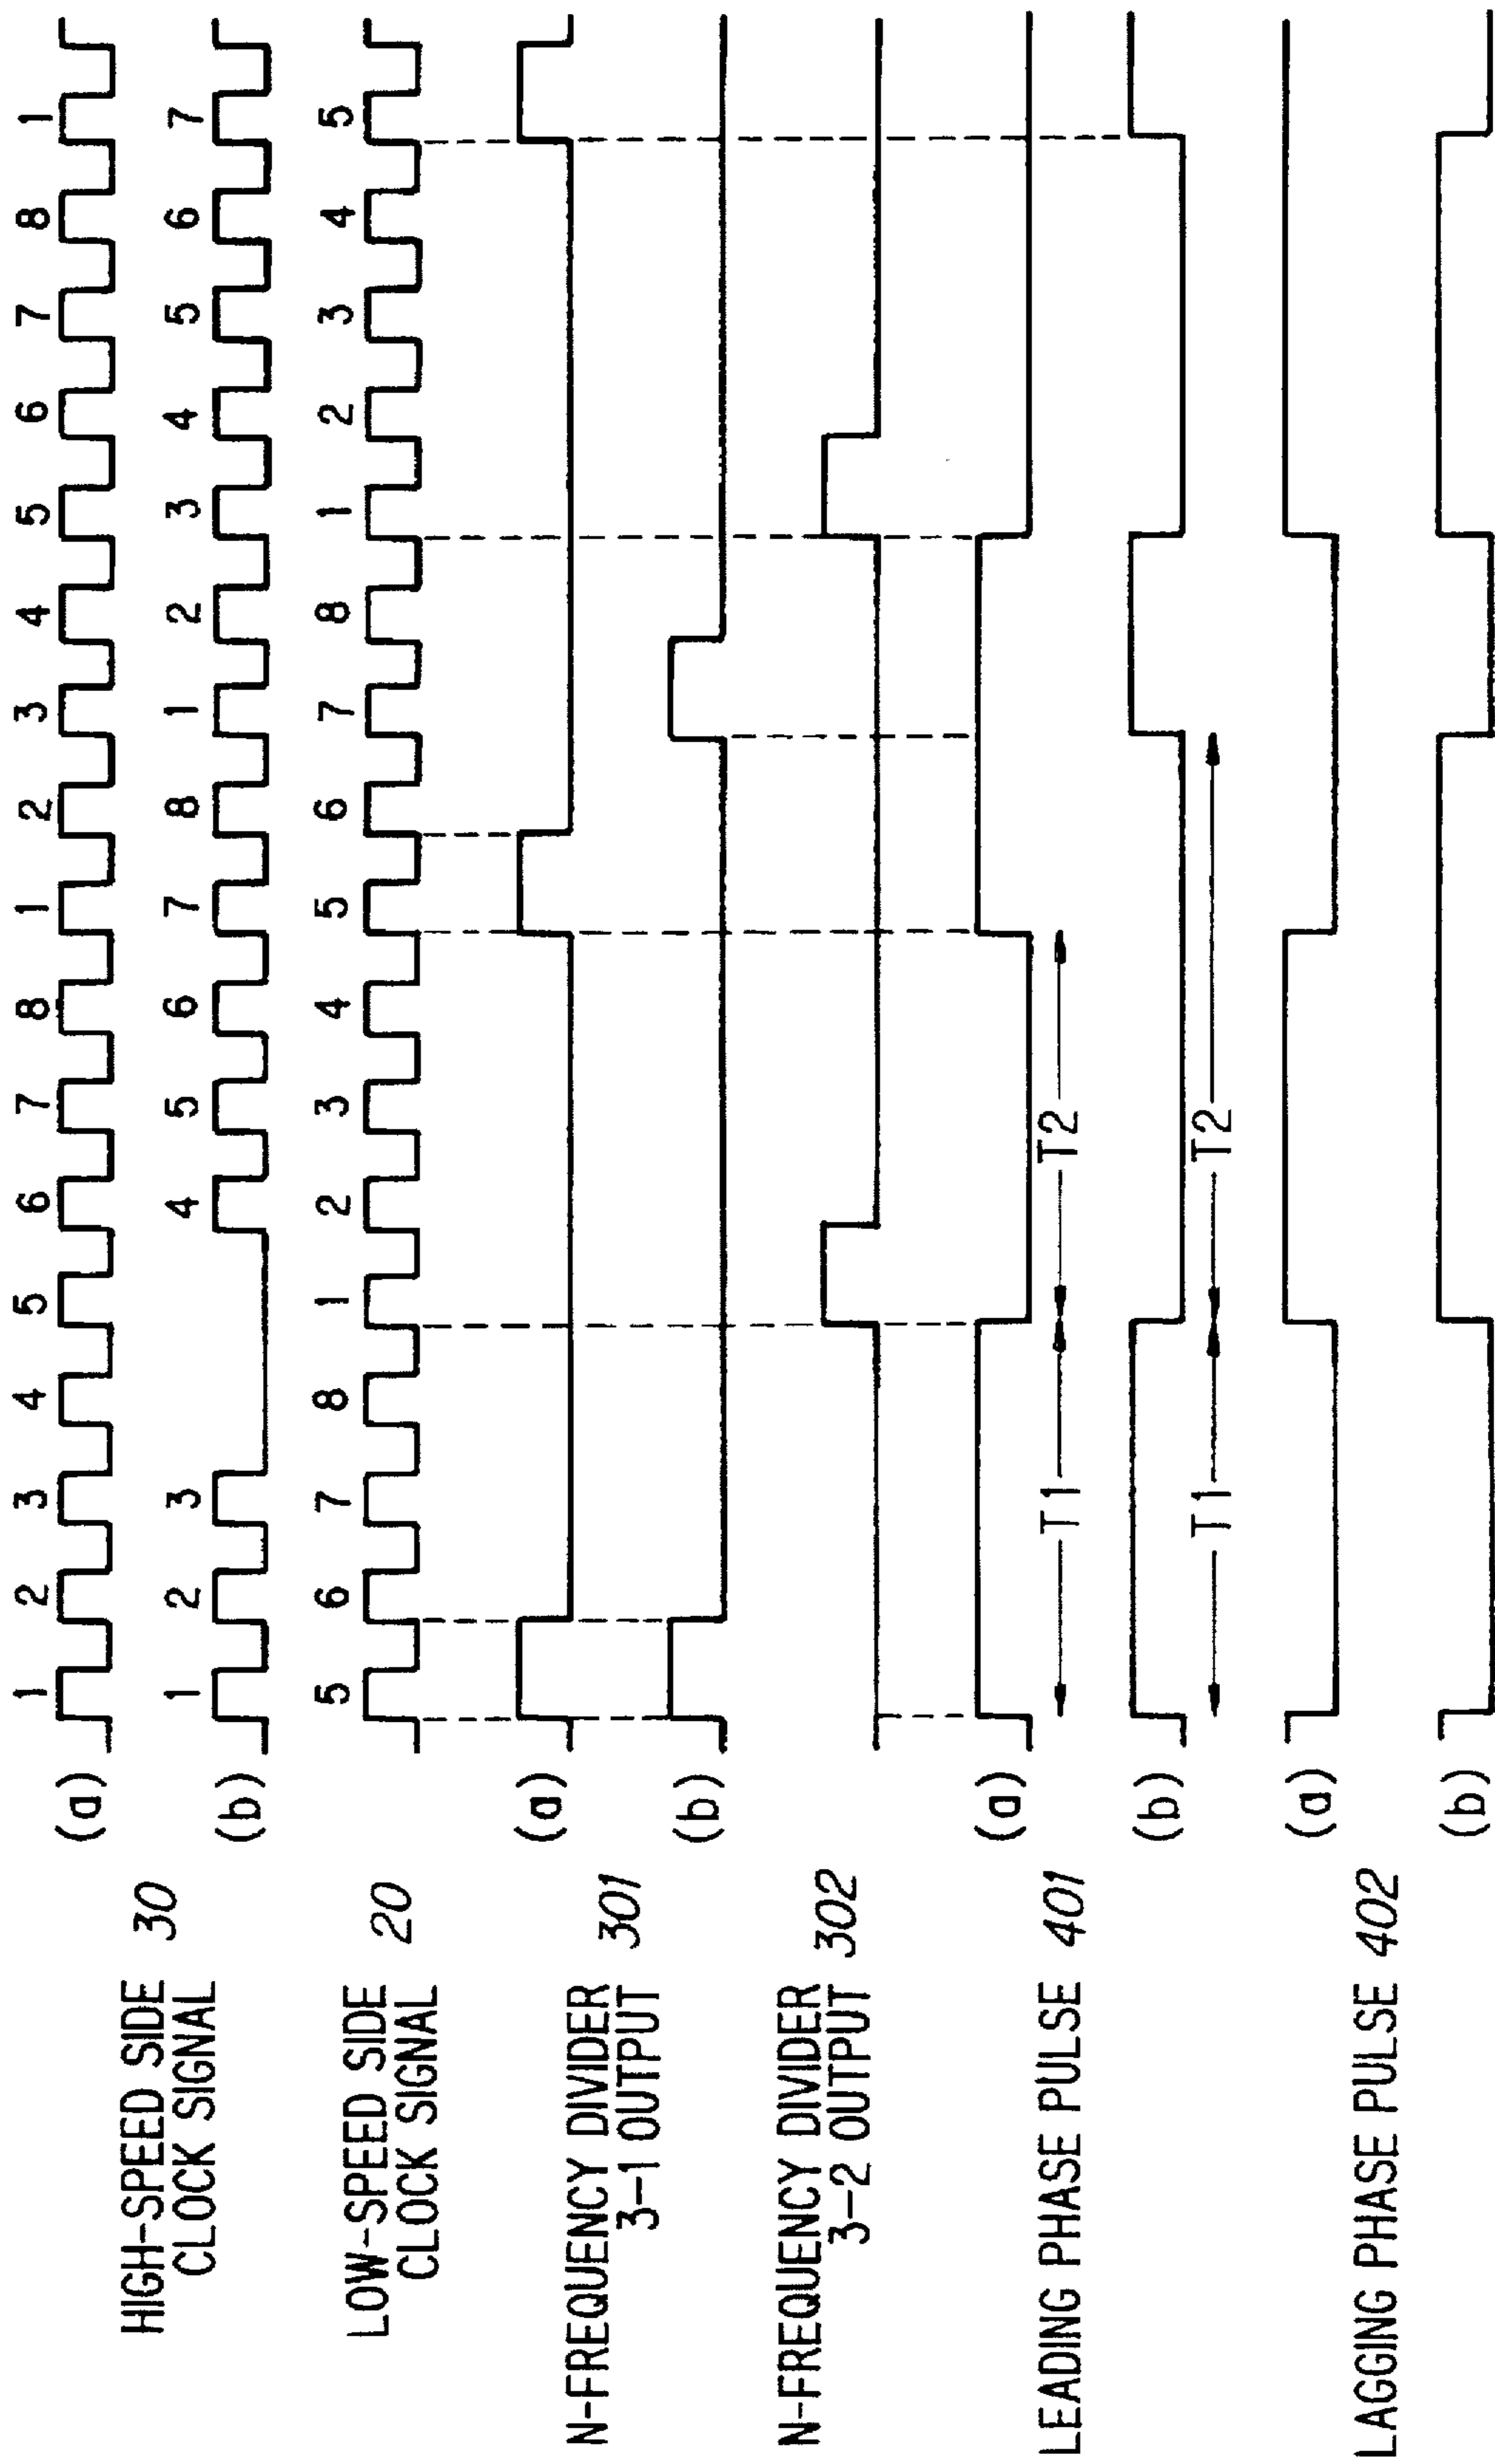 HIGH-SPEED SIDE 30
CLOCK SIGNAL
(a) 1 2 3 4 5 6 7 8 1 2 3 4 5 6 7 8 1
(b) 1 2 3 4 5 6 7 8 1 2 3 4 5 6 7
LOW-SPEED SIDE 20
CLOCK SIGNAL
5 6 7 8 1 2 3 4 5 6 7 8 1 2 3 4 5
N-FREQUENCY DIVIDER 301
3-1 OUTPUT
(a)
(b)
N-FREQUENCY DIVIDER 302
3-2 OUTPUT
LEADING PHASE PULSE 401
(a)
T1 T2
(b)
T1 T2
LAGGING PHASE PULSE 402
(a)
(b)